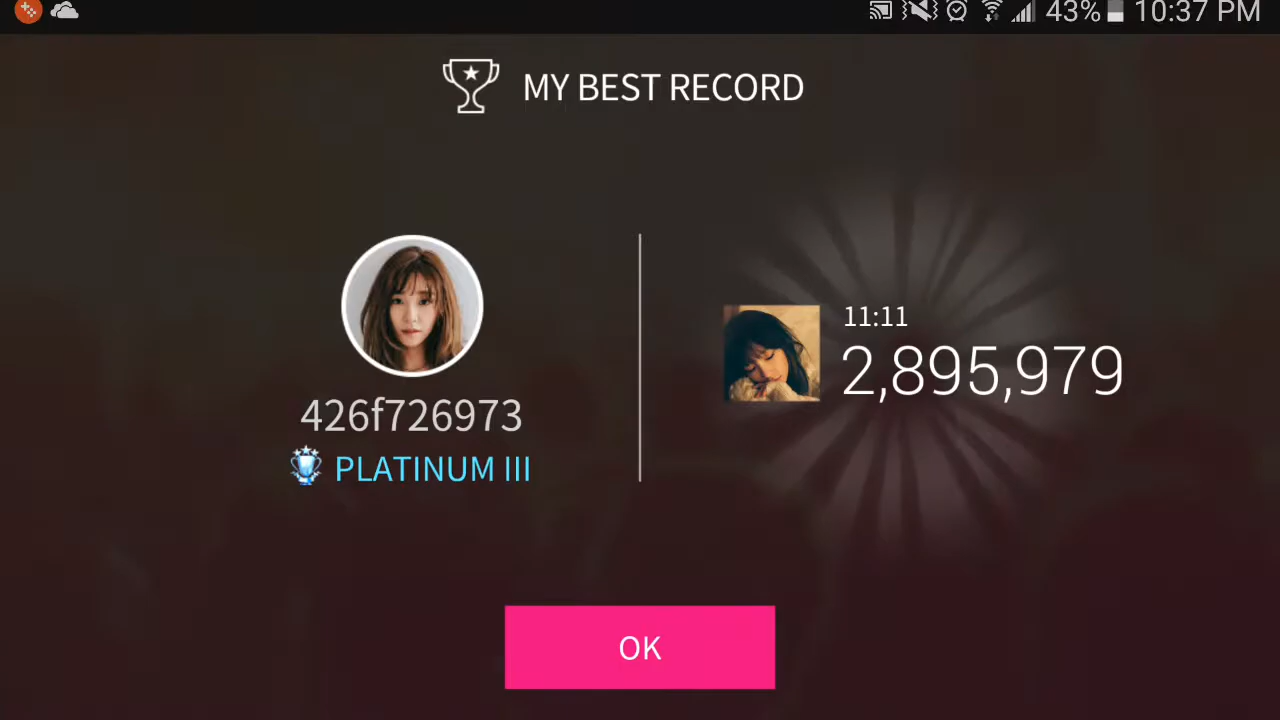 43% 10:37 PM
MY BEST RECORD
426f726973
PLATINUM III
11:11
2,895,979
OK